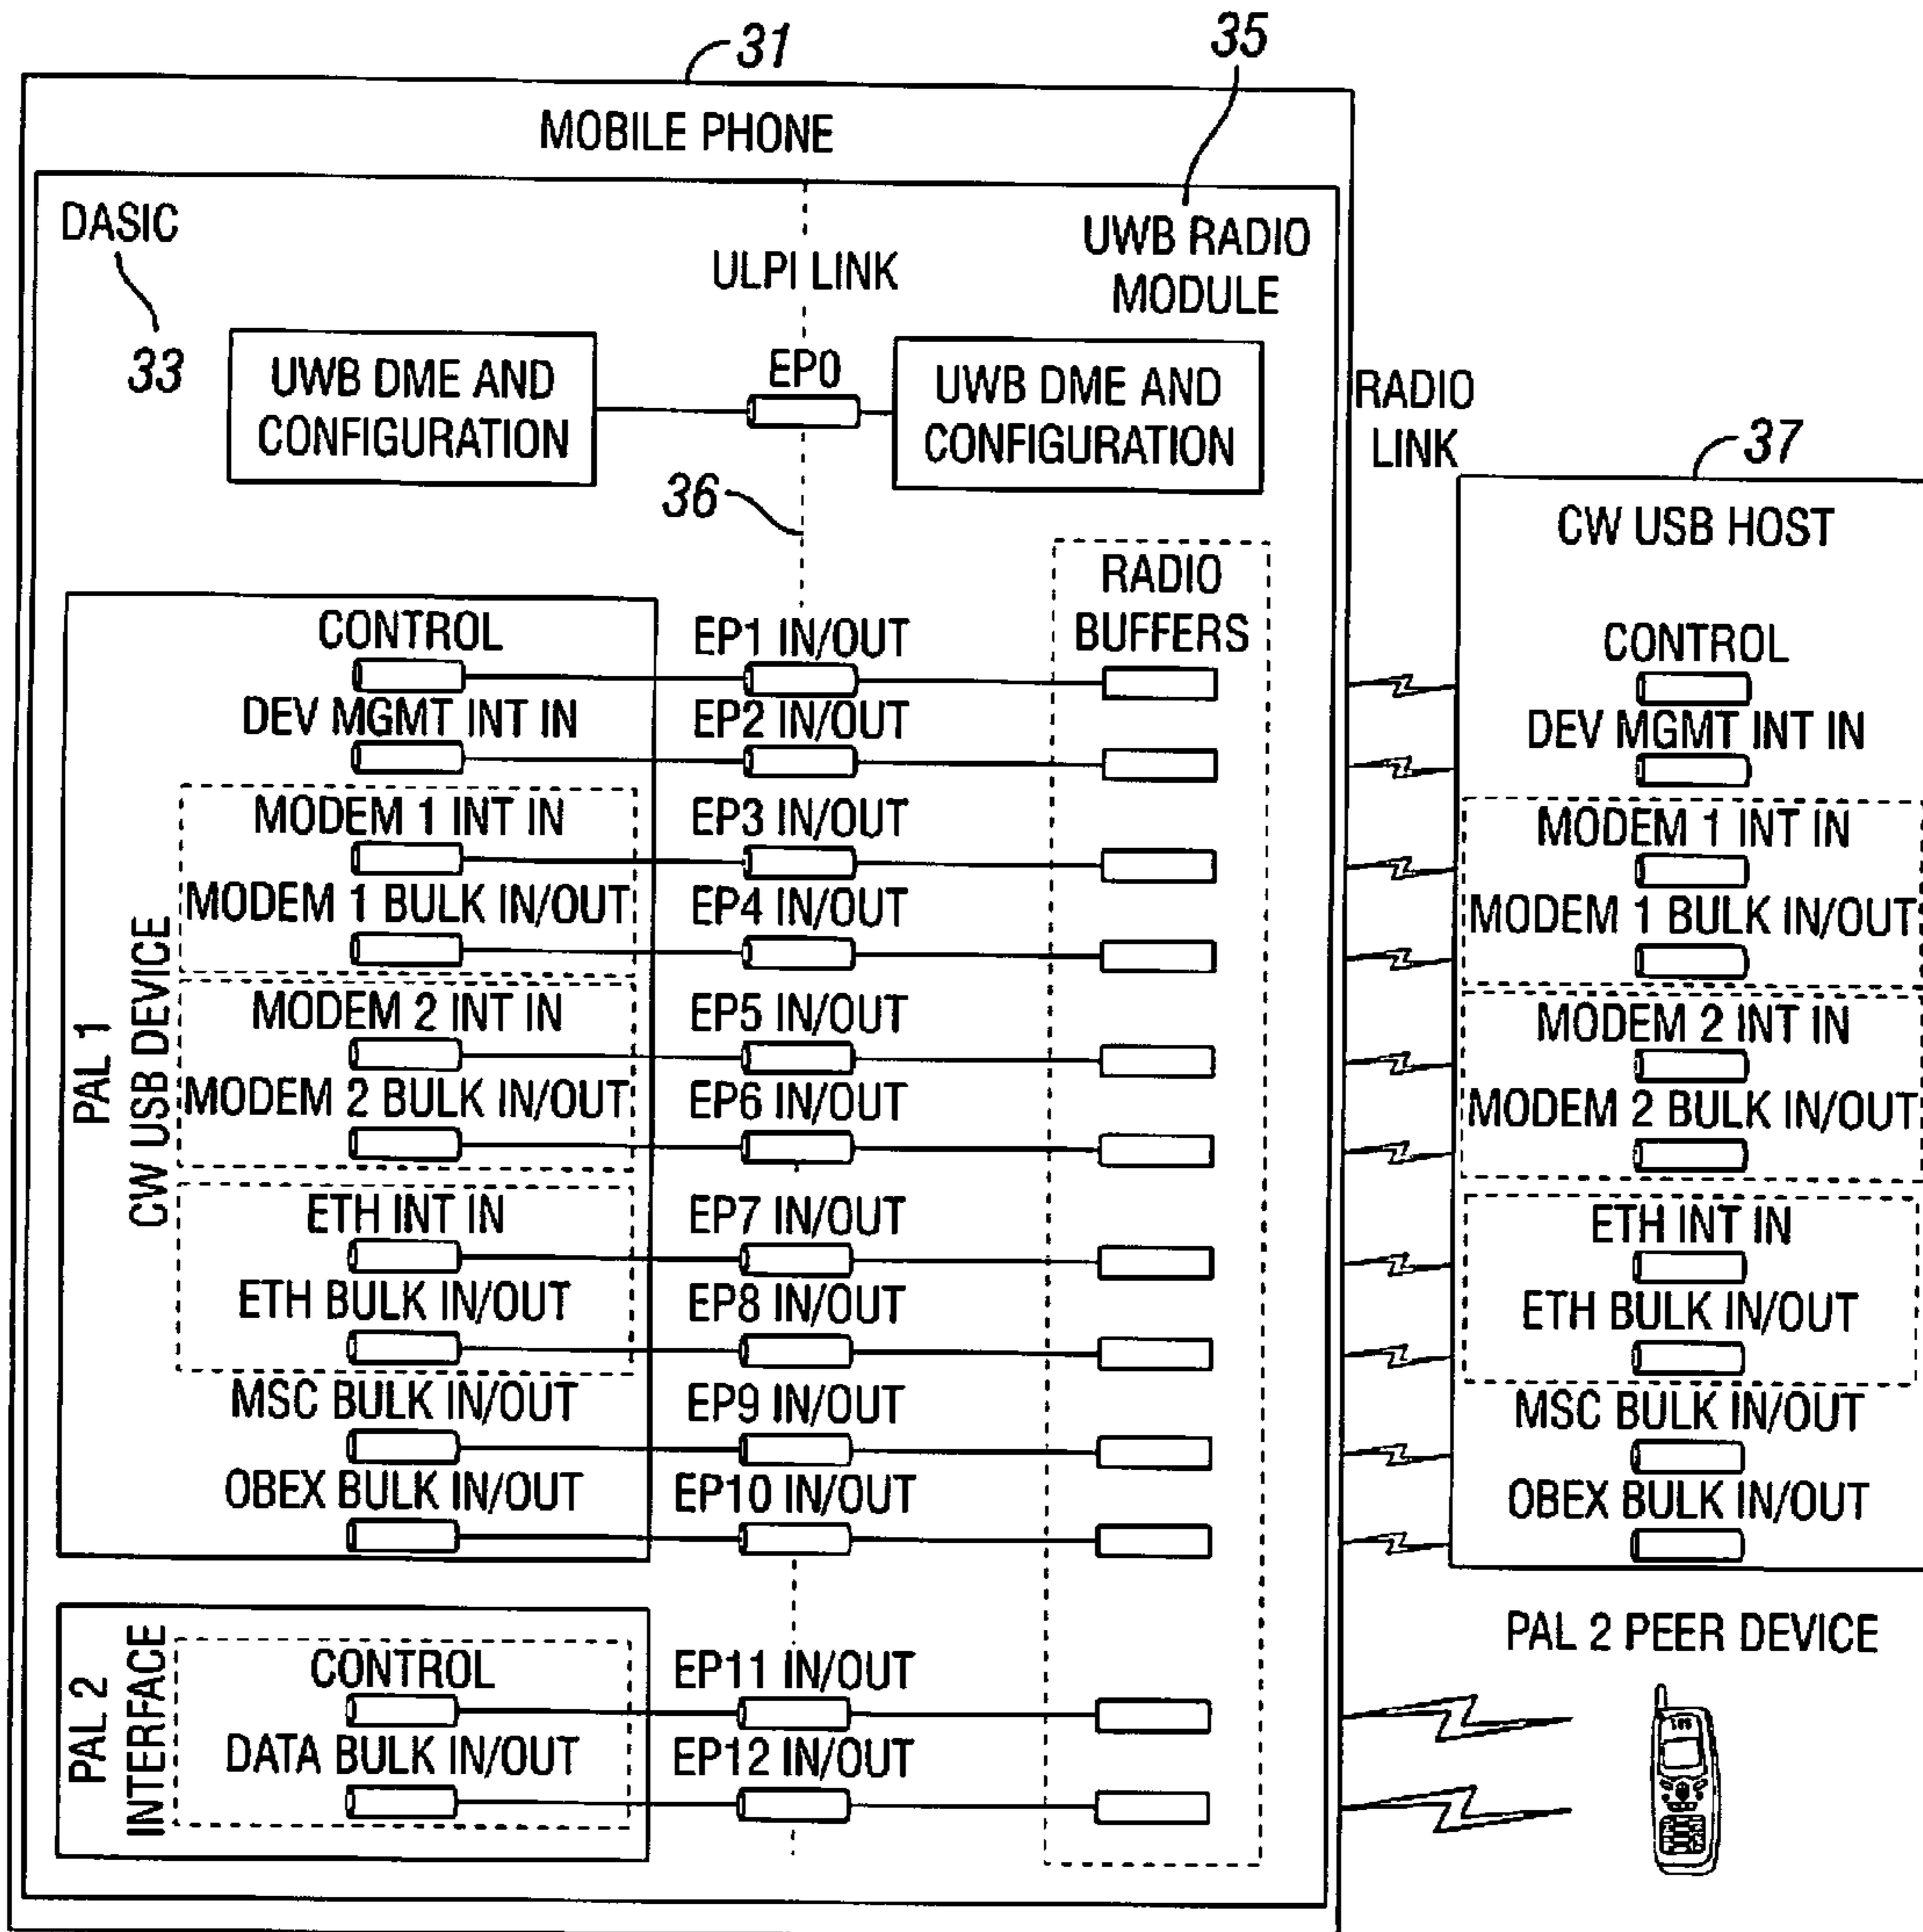 31
35
MOBILE PHONE
DASIC
33
ULPI LINK
UWB RADIO
MODULE
UWB DME AND
CONFIGURATION
EP0
UWB DME AND
CONFIGURATION
36
RADIO
LINK
37
CW USB HOST
RADIO
BUFFERS
PAL 1
CW USB DEVICE
CONTROL
EP1 IN/OUT
CONTROL
DEV MGMT INT IN
EP2 IN/OUT
DEV MGMT INT IN
MODEM 1 INT IN
EP3 IN/OUT
MODEM 1 INT IN
MODEM 1 BULK IN/OUT
EP4 IN/OUT
MODEM 1 BULK IN/OUT
MODEM 2 INT IN
EP5 IN/OUT
MODEM 2 INT IN
MODEM 2 BULK IN/OUT
EP6 IN/OUT
MODEM 2 BULK IN/OUT
ETH INT IN
EP7 IN/OUT
ETH INT IN
ETH BULK IN/OUT
EP8 IN/OUT
ETH BULK IN/OUT
MSC BULK IN/OUT
EP9 IN/OUT
MSC BULK IN/OUT
OBEX BULK IN/OUT
EP10 IN/OUT
OBEX BULK IN/OUT
PAL 2
INTERFACE
CONTROL
EP11 IN/OUT
DATA BULK IN/OUT
EP12 IN/OUT
PAL 2 PEER DEVICE